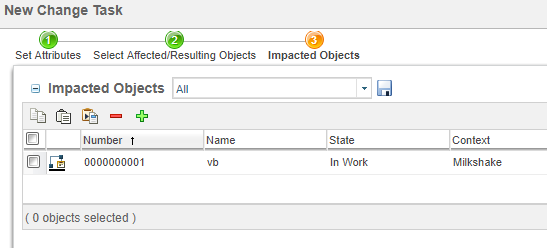 New Change Task
1 2 3
Set Attributes Select Affected/Resulting Objects Impacted Objects
Impacted Objects All
Number ↑ Name State Context
0000000001 vb In Work Milkshake
( 0 objects selected )